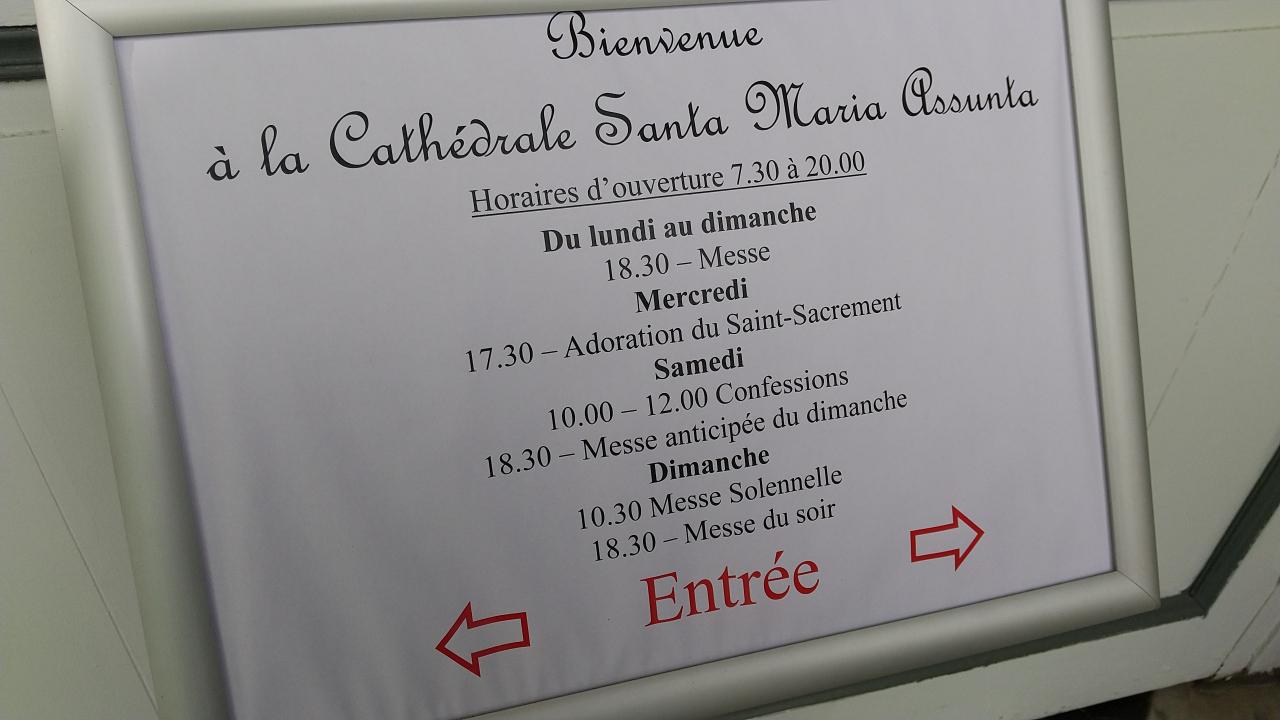 Bienvenue
à la Cathédrale Santa Maria Assunta
Horaires d’ouverture 7.30 à 20.00
Du lundi au dimanche
18.30 – Messe
Mercredi
17.30 – Adoration du Saint-Sacrement
Samedi
10.00 – 12.00 Confessions
18.30 – Messe anticipée du dimanche
Dimanche
10.30 Messe Solennelle
18.30 – Messe du soir
Entrée